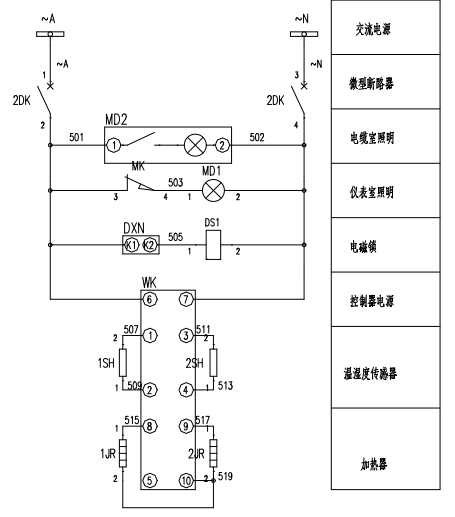 ~A ~N 交流电源
~A ~N
1 3 微型断路器
2DK 2DK
2 4
MD2
501 1 2 502 电缆室照明
MK MD1
503
3 4 1 2 仪表室照明
DXN DS1
K1 K2 505 1 2 电磁锁
WK
6 7 控制器电源
507 511
2 1 3 2
1SH 2SH 温湿度传感器
509 513
1 2 4 1
515 517
1 8 9 1
1JR 2JR 加热器
2 5 10 2 519